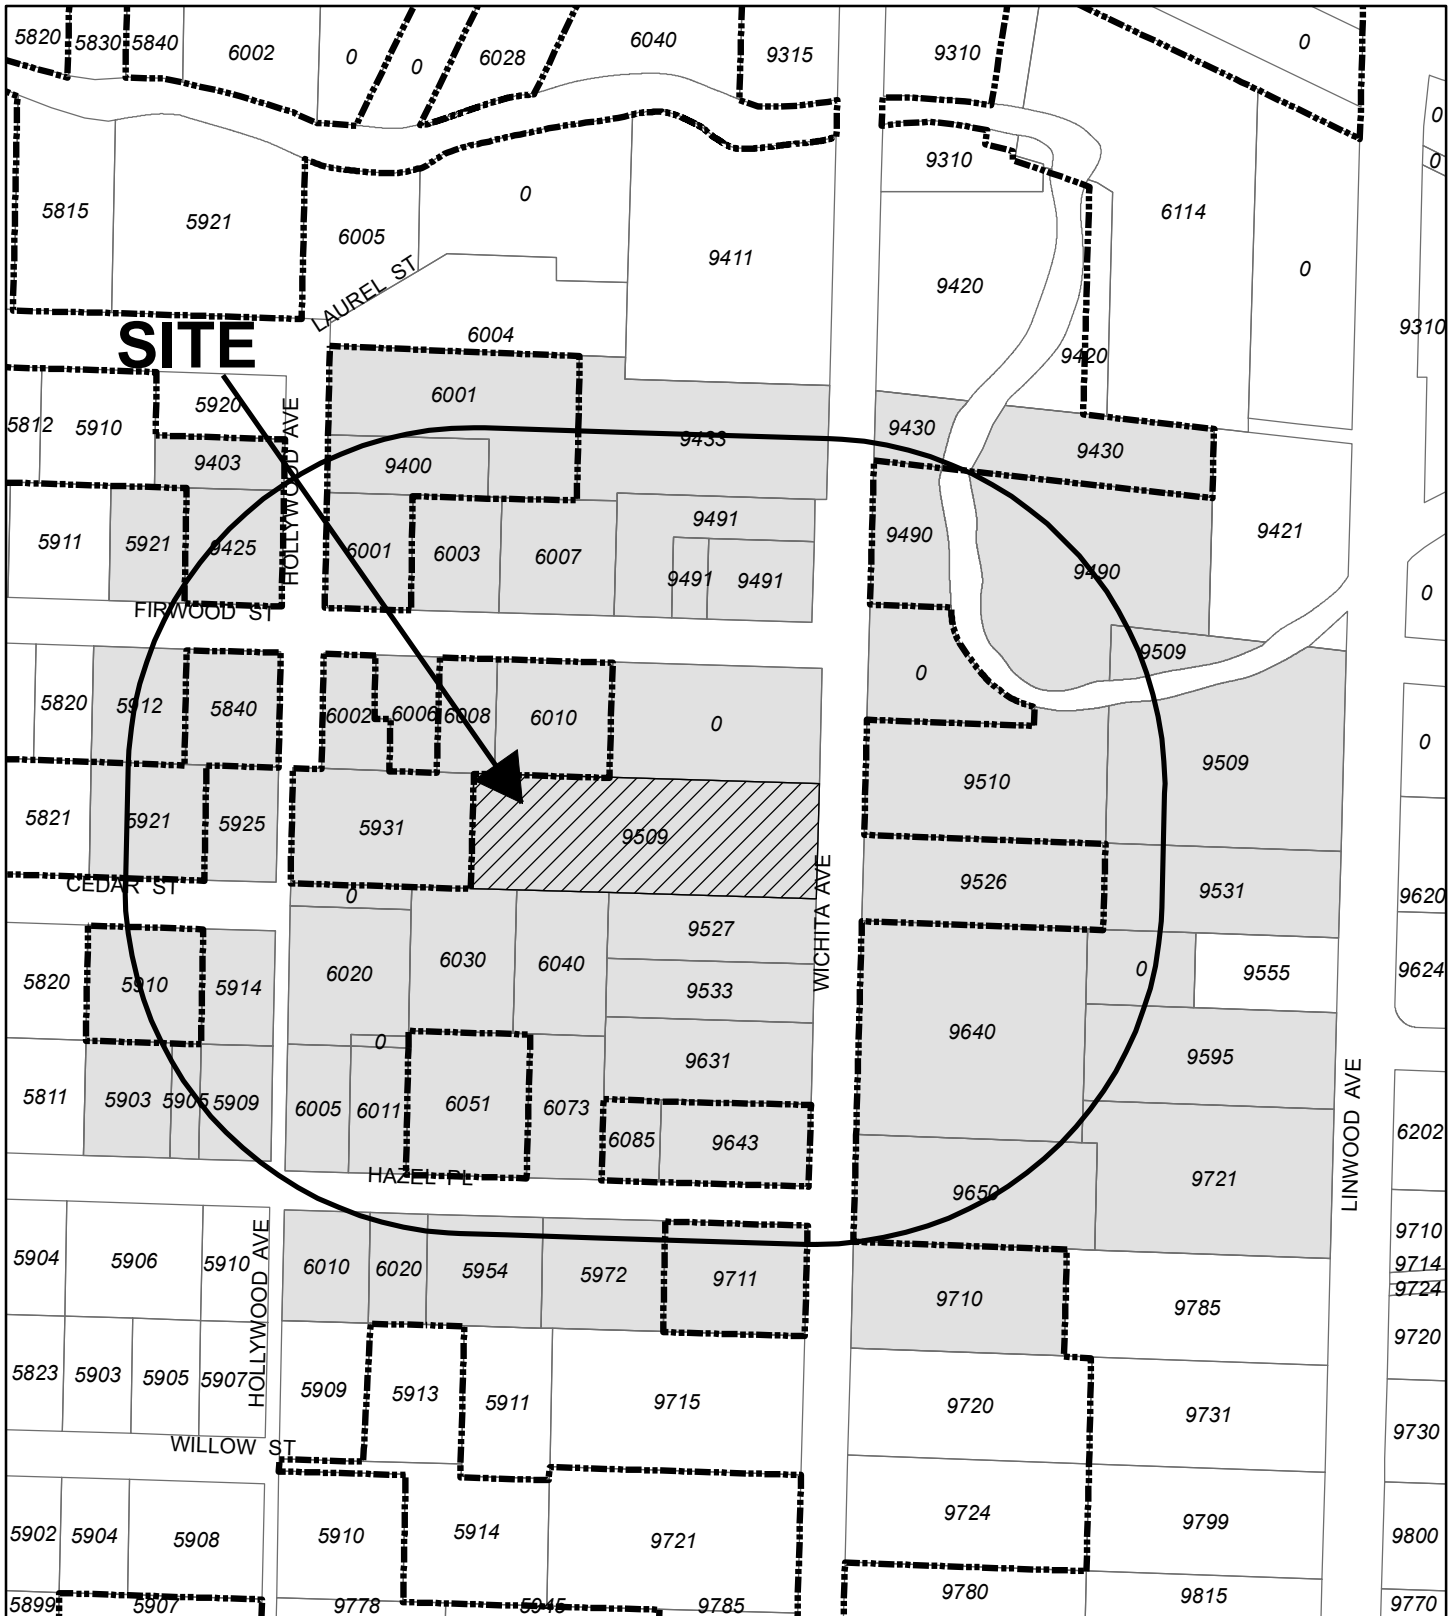 5820 5830 5840 6002 0 0 6028 6040 9315 9310 0
0
0
9310
5815 5921 6005 0 9411 6114
9420 0
LAUREL ST
SITE
6004 9310
9420
5920 6001
5812 5910 9430 9430
9403 9400 9433
HOLLYWOOD AVE
9491
5911 5921 9425 6001 6003 6007 9490 9421
9491 9491 9490
0
FIRWOOD ST
9509
0
5820 5912 5840 6002 6006 6008 6010 0 0
9509
9510
5821 5921 5925 5931 9509
CEDAR ST
0 9526 9531 9620
WICHITA AVE
9527
5820 5910 5914 6020 6030 6040 9533 0 9555 9624
0 9631 9640 9595
5811 5903 5905 5909 6005 6011 6051 6073
6085 9643 6202
LINWOOD AVE
HAZEL PL
9650 9721
HOLLYWOOD AVE
5904 5906 5910 6010 6020 5954 5972 9711 9710
9714
9724
9710 9785
9720
5823 5903 5905 5907 5909 5913 5911 9715 9720 9731 9730
WILLOW ST
5902 5904 5908 5910 5914 9721 9724 9799 9800
5899 5907 9778 5945 9785 9780 9815 9770